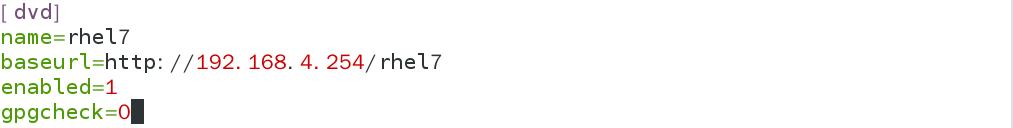 [dvd]
name=rhel7
baseurl=http://192.168.4.254/rhel7
enabled=1
gpgcheck=0